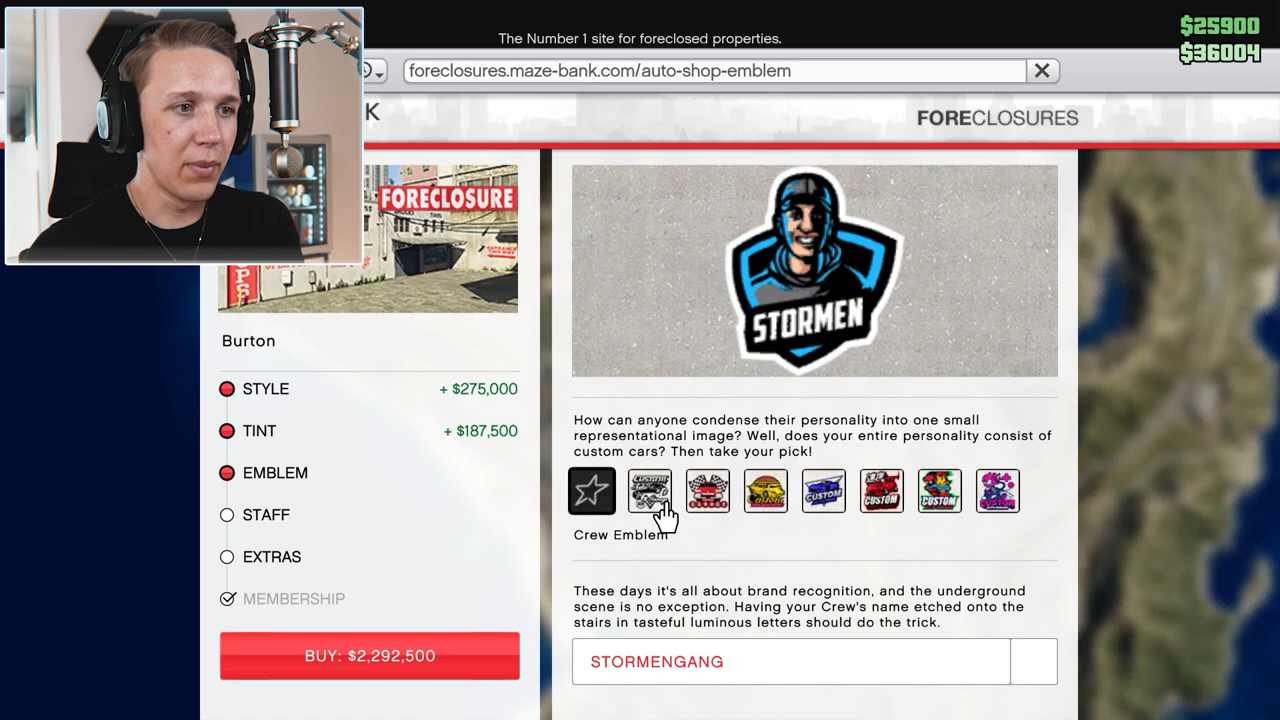 $25900
$36004
The Number 1 site for foreclosed properties.
foreclosures.maze-bank.com/auto-shop-emblem
K
FORECLOSURES
FORECLOSURE
STORMEN
Burton
STYLE + $275,000
TINT + $187,500
EMBLEM
STAFF
EXTRAS
MEMBERSHIP
BUY: $2,292,500
How can anyone condense their personality into one small
representational image? Well, does your entire personality consist of
custom cars? Then take your pick!
CUSTOM
CUSTOM
CUSTOM
CUSTOM
Crew Emblem
These days it's all about brand recognition, and the underground
scene is no exception. Having your Crew's name etched onto the
stairs in tasteful luminous letters should do the trick.
STORMENGANG